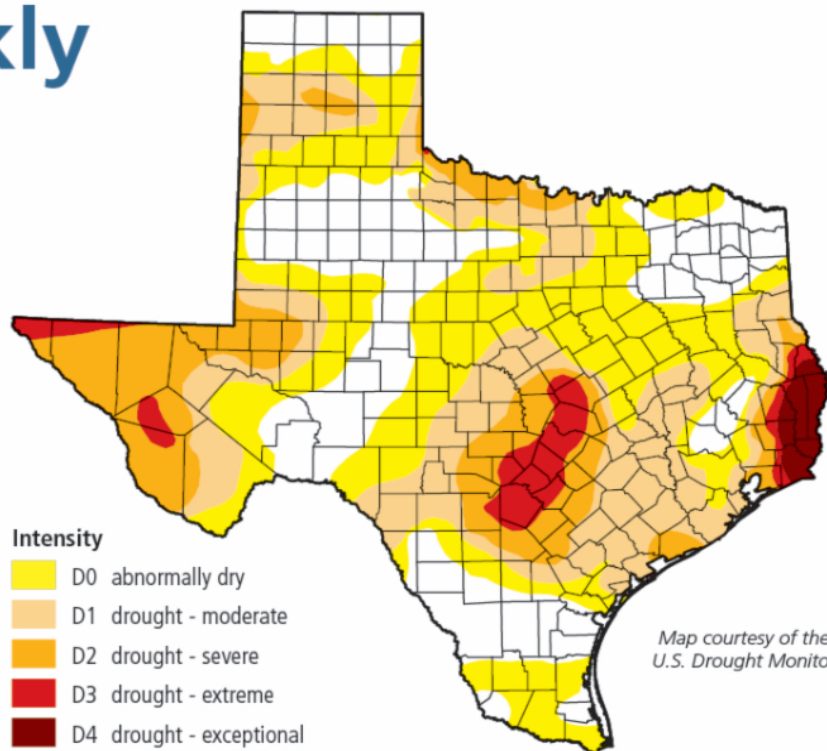 kly
Intensity
D0 abnormally dry
D1 drought - moderate
D2 drought - severe
D3 drought - extreme
D4 drought - exceptional
Map courtesy of the
U.S. Drought Monito